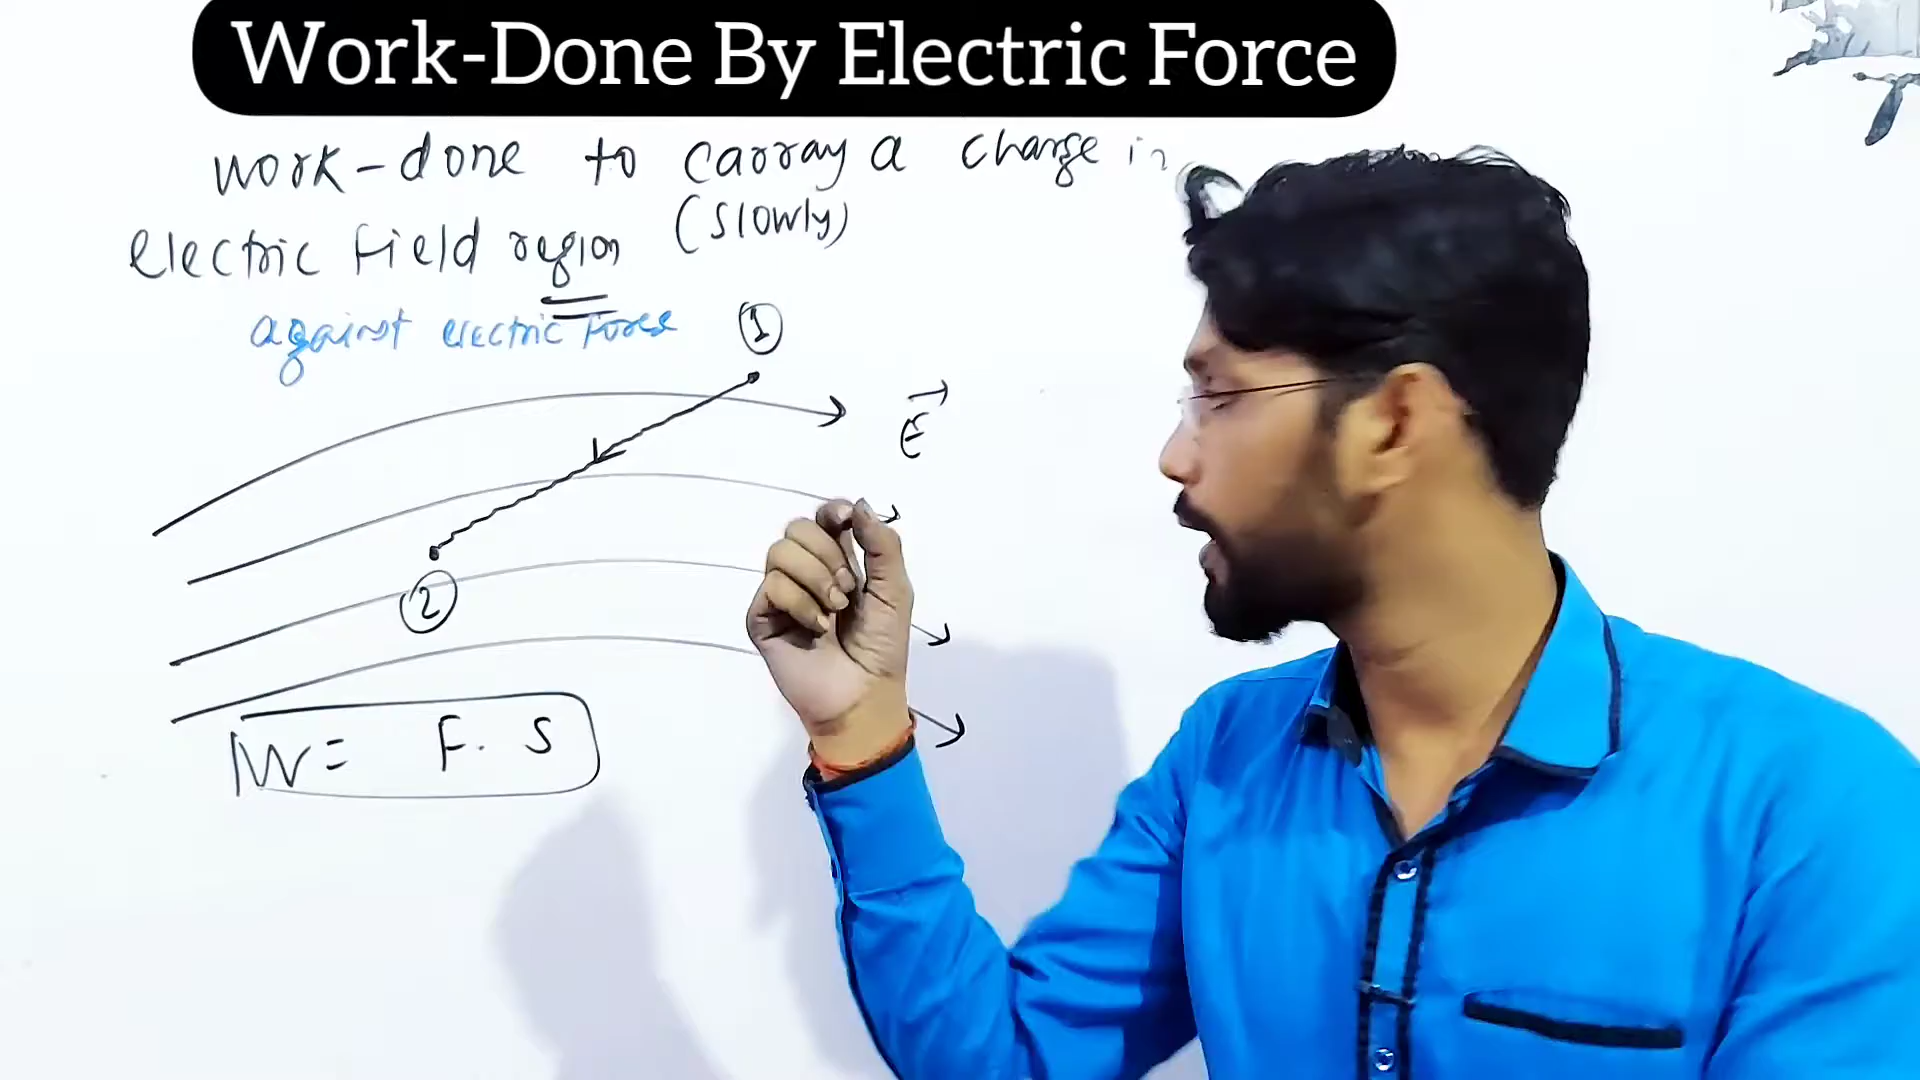 Work-Done By Electric Force
work-done to carray a charge in
electric field region (slowly)
against electric force
1
E
2
W = F. S